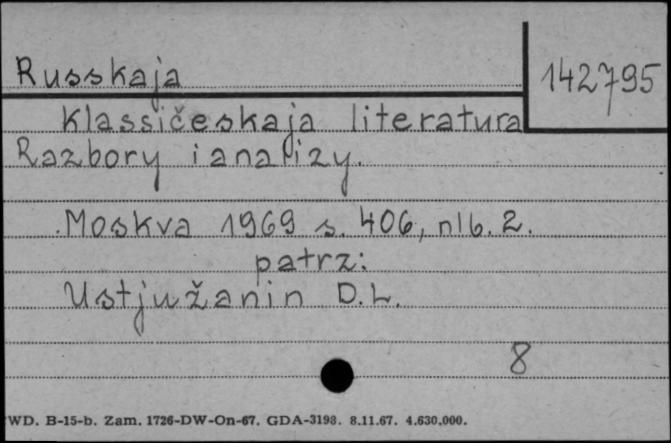 Russkaja
142795
klassičeskaja literatura
Razbory i analizy.
Moskva 1969 s. 406, nlb. 2.
patrz:
Ustjužanin D.L.
8
WD. B-15-b. Zam. 1726-DW-On-67. GDA-3198. 8.11.67. 4.630.000.